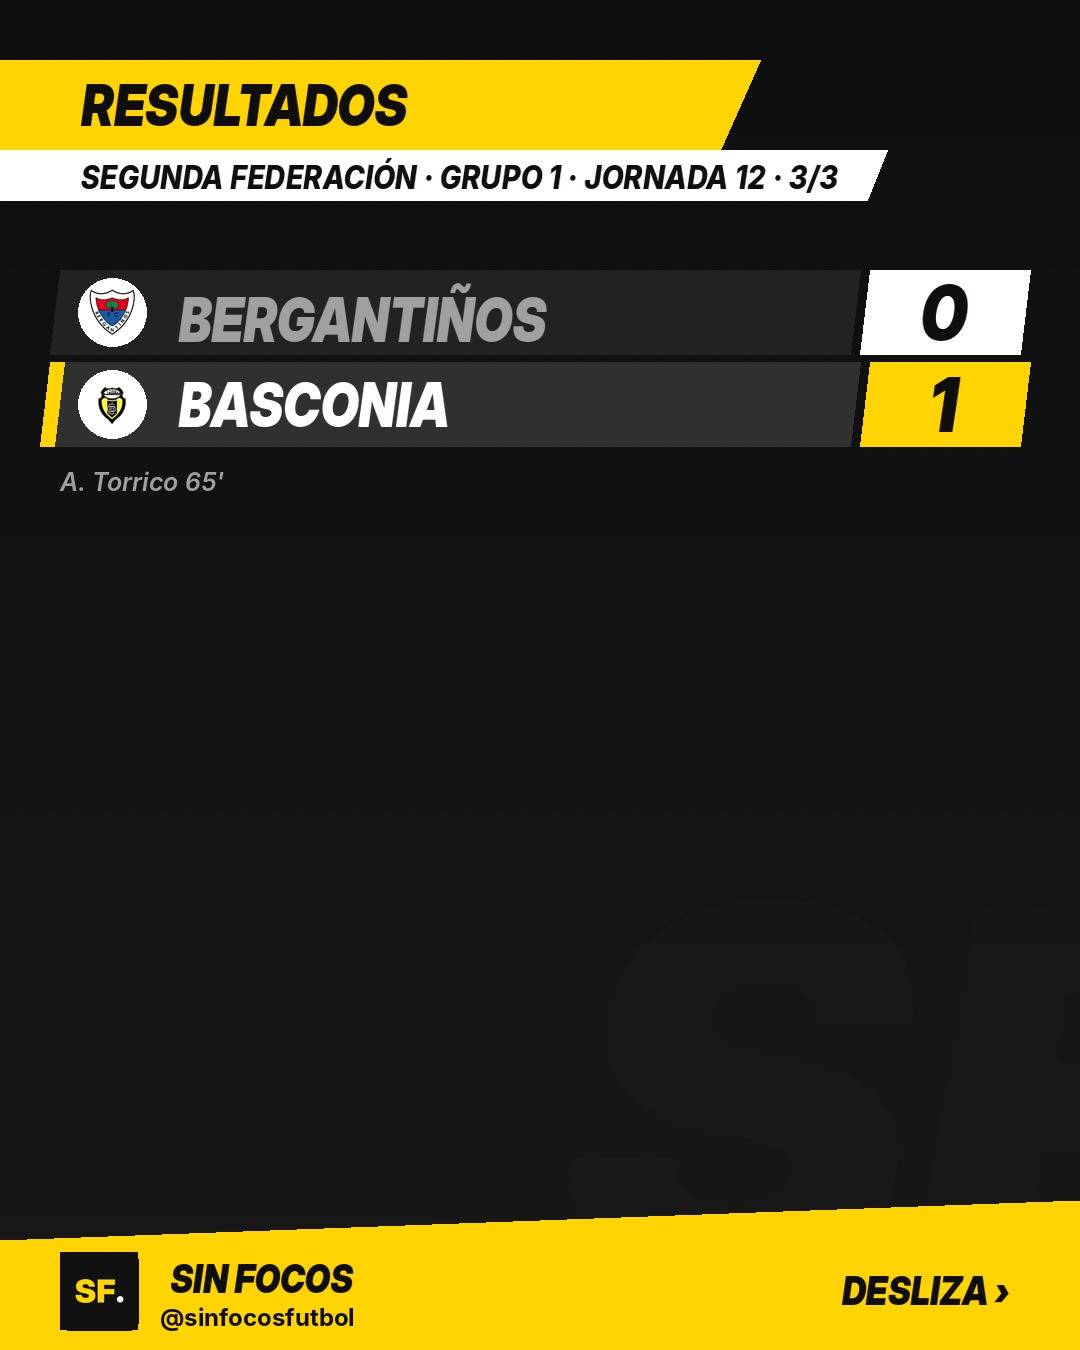 RESULTADOS
SEGUNDA FEDERACIÓN · GRUPO 1 · JORNADA 12 · 3/3
BERGANTIÑOS 0
BASCONIA 1
A. Torrico 65'
SF
SF.
SIN FOCOS
@sinfocosfutbol
DESLIZA ›